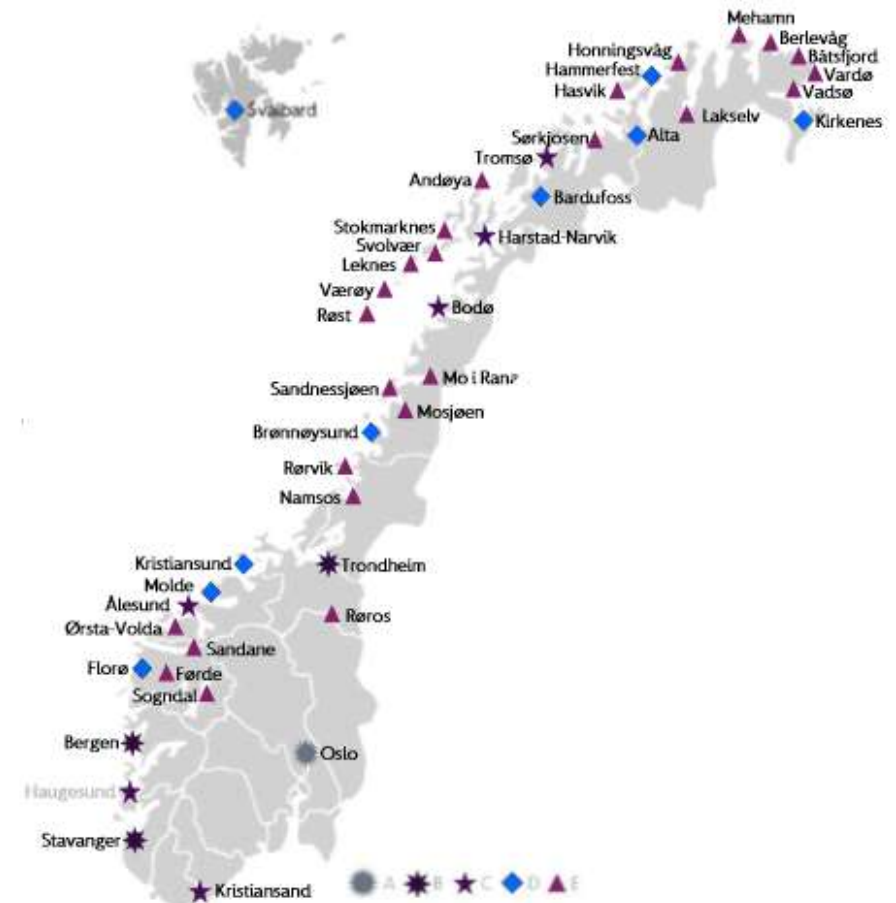 Mehamn
Berlevåg
Honningsvåg
Båtsfjord
Hammerfest
Vardø
Hasvik
Vadsø
Svalbard
Lakselv
Kirkenes
Sørkjosen
Alta
Tromsø
Andøya
Bardufoss
Stokmarknes
Harstad-Narvik
Svolvær
Leknes
Værøy
Bodø
Røst
Mo i Rana
Sandnessjøen
Mosjøen
Brønnøysund
Rørvik
Namsos
Kristiansund
Trondheim
Molde
Ålesund
Røros
Ørsta-Volda
Sandane
Florø
Førde
Sogndal
Bergen
Oslo
Haugesund
Stavanger
Kristiansand
A B C D E